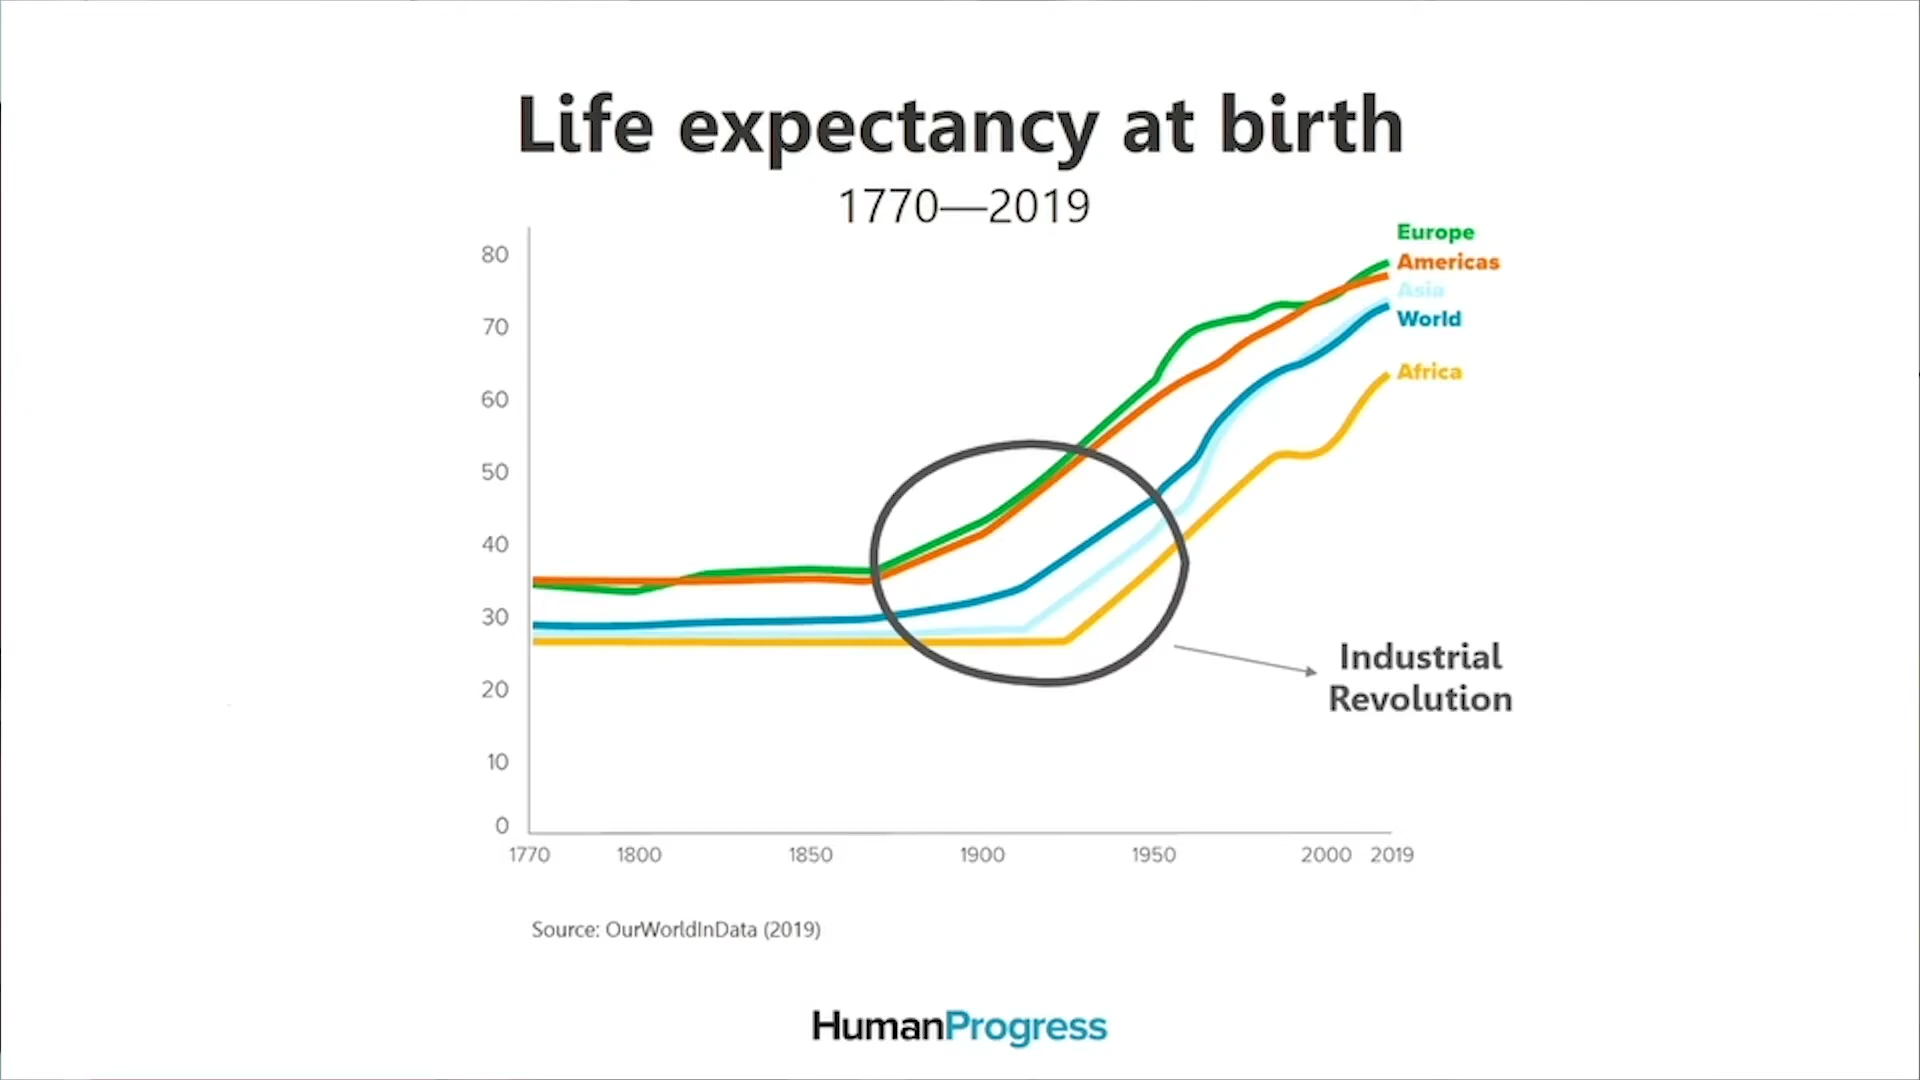 Life expectancy at birth
1770—2019
80
70
60
50
40
30
20
10
0
1770 1800 1850 1900 1950 2000 2019
Europe
Americas
Asia
World
Africa
Industrial
Revolution
Source: OurWorldInData (2019)
HumanProgress